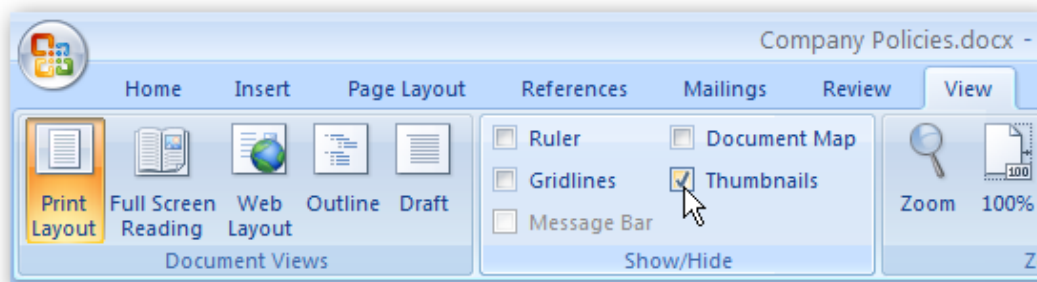 Company Policies.docx -
Home Insert Page Layout References Mailings Review View
Ruler Document Map
Gridlines Thumbnails
Message Bar
Print Layout
Full Screen Reading
Web Layout
Outline
Draft
Zoom
100
100%
Document Views
Show/Hide
Z